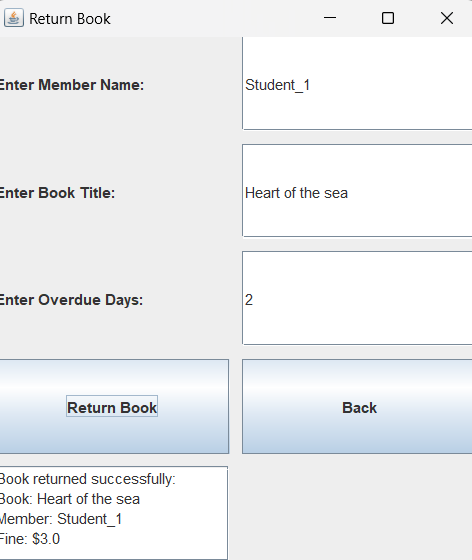 Return Book
Enter Member Name:
Student_1
Enter Book Title:
Heart of the sea
Enter Overdue Days:
2
Return Book
Back
Book returned successfully:
Book: Heart of the sea
Member: Student_1
Fine: $3.0